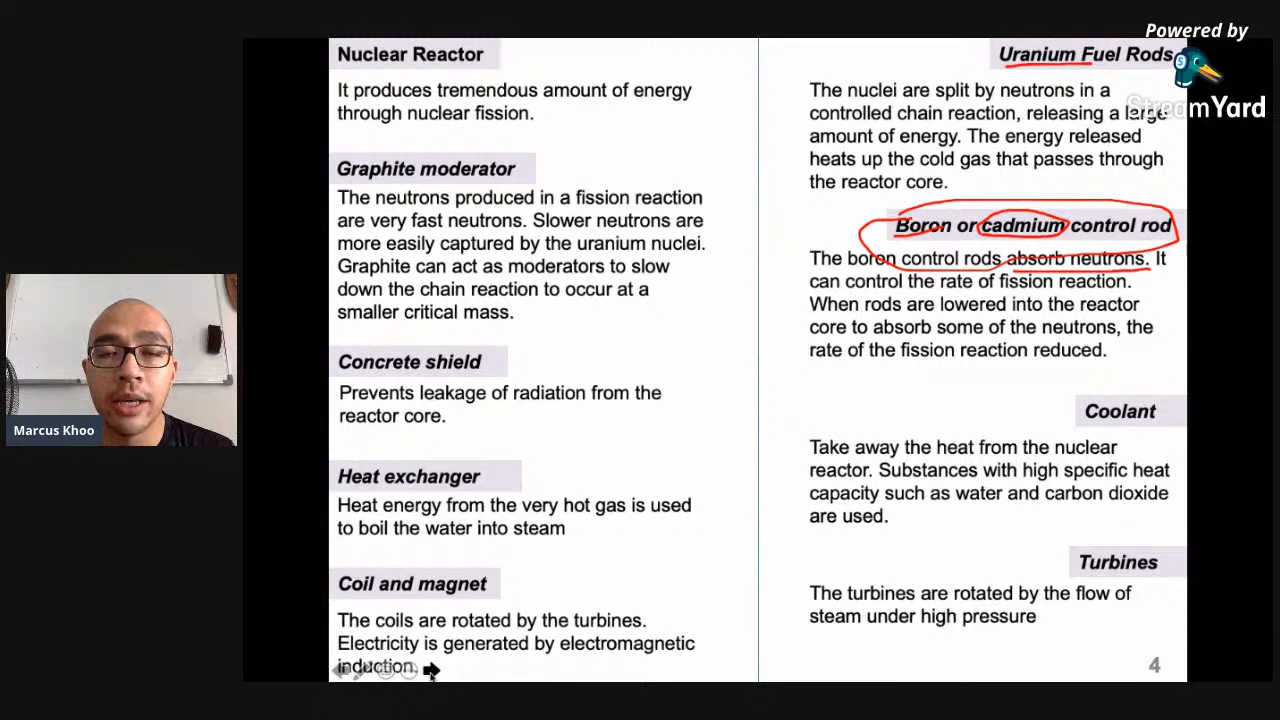 Powered by
StreamYard
Nuclear Reactor
It produces tremendous amount of energy
through nuclear fission.
Graphite moderator
The neutrons produced in a fission reaction
are very fast neutrons. Slower neutrons are
more easily captured by the uranium nuclei.
Graphite can act as moderators to slow
down the chain reaction to occur at a
smaller critical mass.
Concrete shield
Prevents leakage of radiation from the
reactor core.
Heat exchanger
Heat energy from the very hot gas is used
to boil the water into steam
Coil and magnet
The coils are rotated by the turbines.
Electricity is generated by electromagnetic
induction.
Uranium Fuel Rods
The nuclei are split by neutrons in a
controlled chain reaction, releasing a large
amount of energy. The energy released
heats up the cold gas that passes through
the reactor core.
Boron or cadmium control rod
The boron control rods absorb neutrons. It
can control the rate of fission reaction.
When rods are lowered into the reactor
core to absorb some of the neutrons, the
rate of the fission reaction reduced.
Coolant
Take away the heat from the nuclear
reactor. Substances with high specific heat
capacity such as water and carbon dioxide
are used.
Turbines
The turbines are rotated by the flow of
steam under high pressure
4
Marcus Khoo